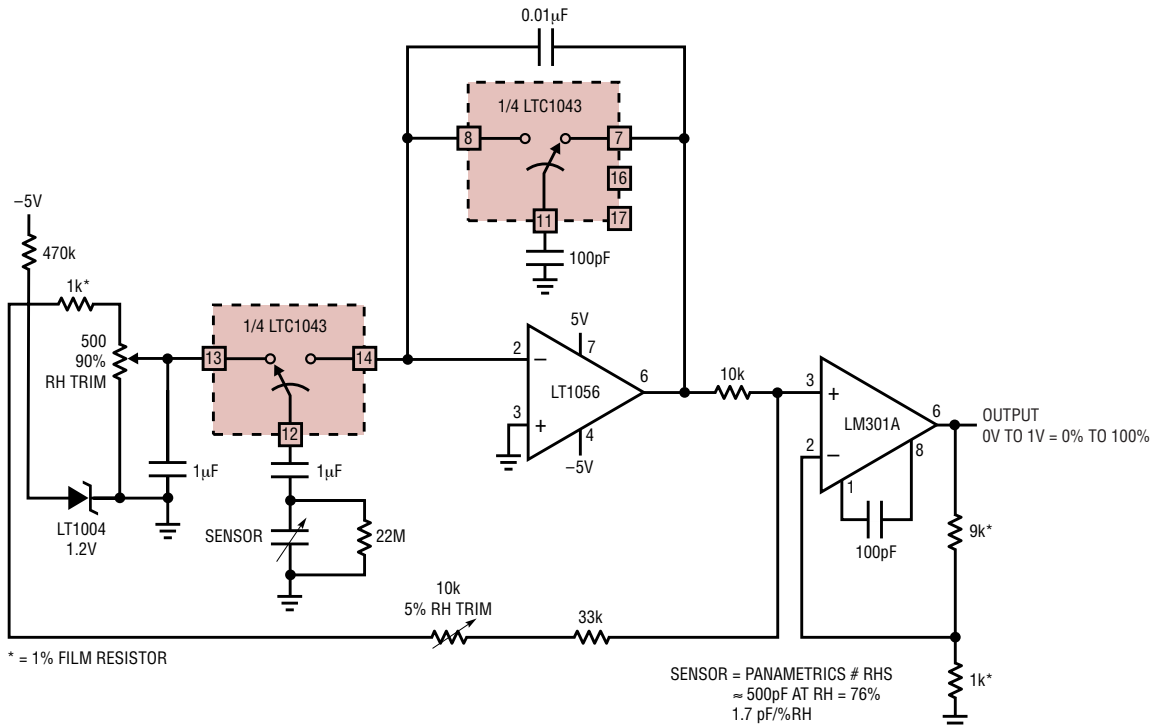 0.01µF
1/4 LTC1043
8
7
16
17
11
100pF
–5V
470k
1k*
500
90%
RH TRIM
1/4 LTC1043
13
14
12
1µF
1µF
LT1004
1.2V
SENSOR
22M
2
–
3
+
5V
7
LT1056
6
4
–5V
10k
3
+
2
–
LM301A
6
8
1
100pF
OUTPUT
0V TO 1V = 0% TO 100%
9k*
1k*
10k
5% RH TRIM
33k
* = 1% FILM RESISTOR
SENSOR = PANAMETRICS # RHS
≈ 500pF AT RH = 76%
1.7 pF/%RH